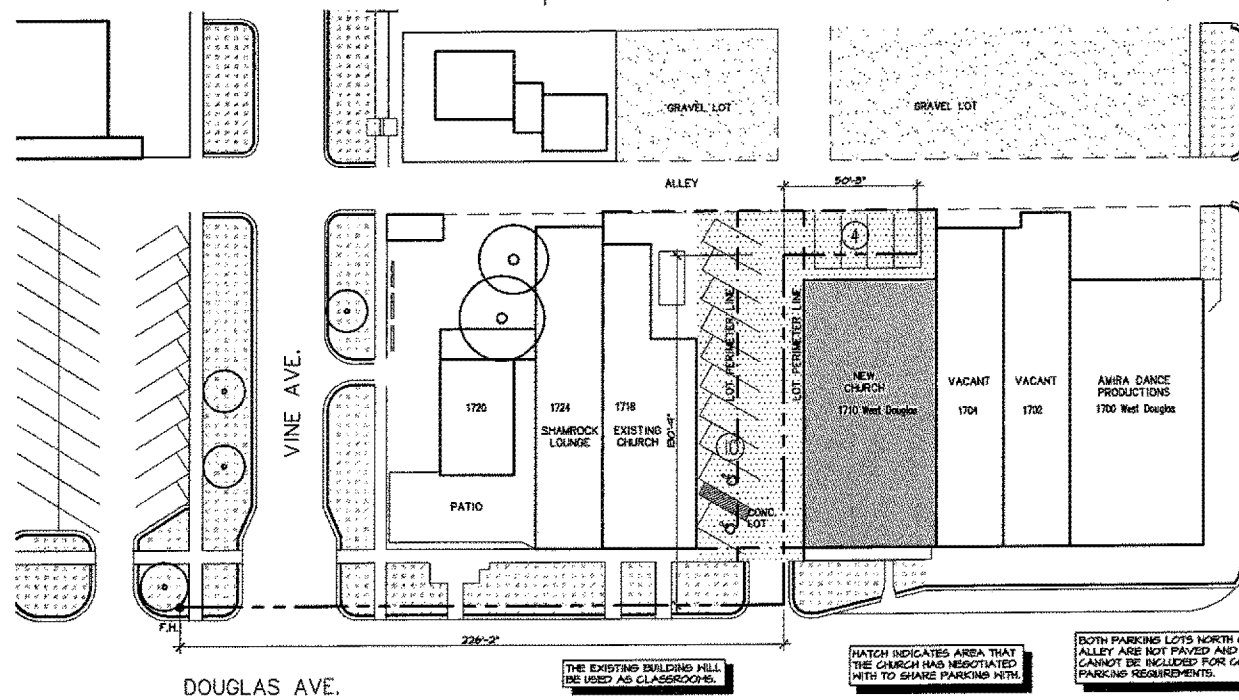 GRAVEL LOT
GRAVEL LOT
ALLEY
50'-3"
4
VINE AVE.
LOT PERIMETER LINE
LOT PERIMETER LINE
NEW
CHURCH
1710 West Douglas
VACANT
1704
VACANT
1702
AMIRA DANCE
PRODUCTIONS
1700 West Douglas
1720
1724
SHAMROCK
LOUNGE
1718
EXISTING
CHURCH
130'-4"
10
PATIO
CONC.
LOT
F.H.
226'-2"
DOUGLAS AVE.
THE EXISTING BUILDING WILL
BE USED AS CLASSROOMS.
HATCH INDICATES AREA THAT
THE CHURCH HAS NEGOTIATED
WITH TO SHARE PARKING WITH.
BOTH PARKING LOTS NORTH
ALLEY ARE NOT PAVED AND
CANNOT BE INCLUDED FOR
PARKING REQUIREMENTS.